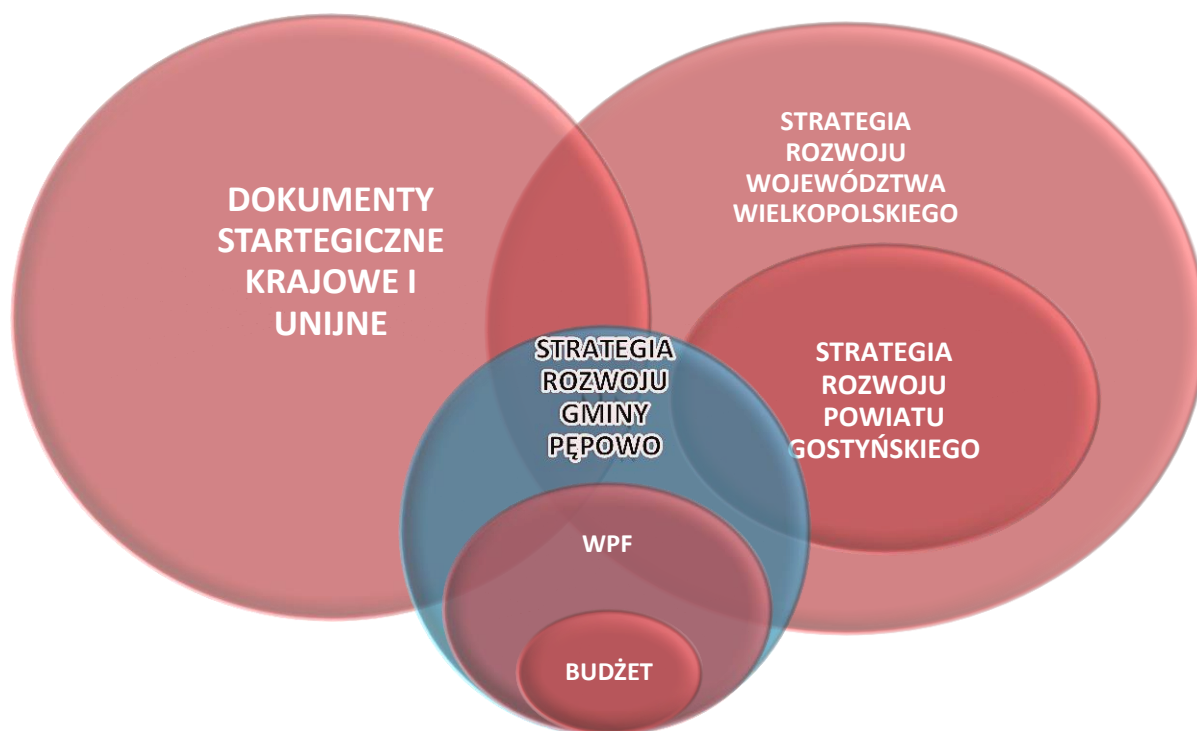 DOKUMENTY
STARTEGICZNE
KRAJOWE I
UNIJNE
STRATEGIA
ROZWOJU
WOJEWÓDZTWA
WIELKOPOLSKIEGO
STRATEGIA
ROZWOJU
POWIATU
GOSTYŃSKIEGO
STRATEGIA
ROZWOJU
GMINY
PĘPOWO
WPF
BUDŻET